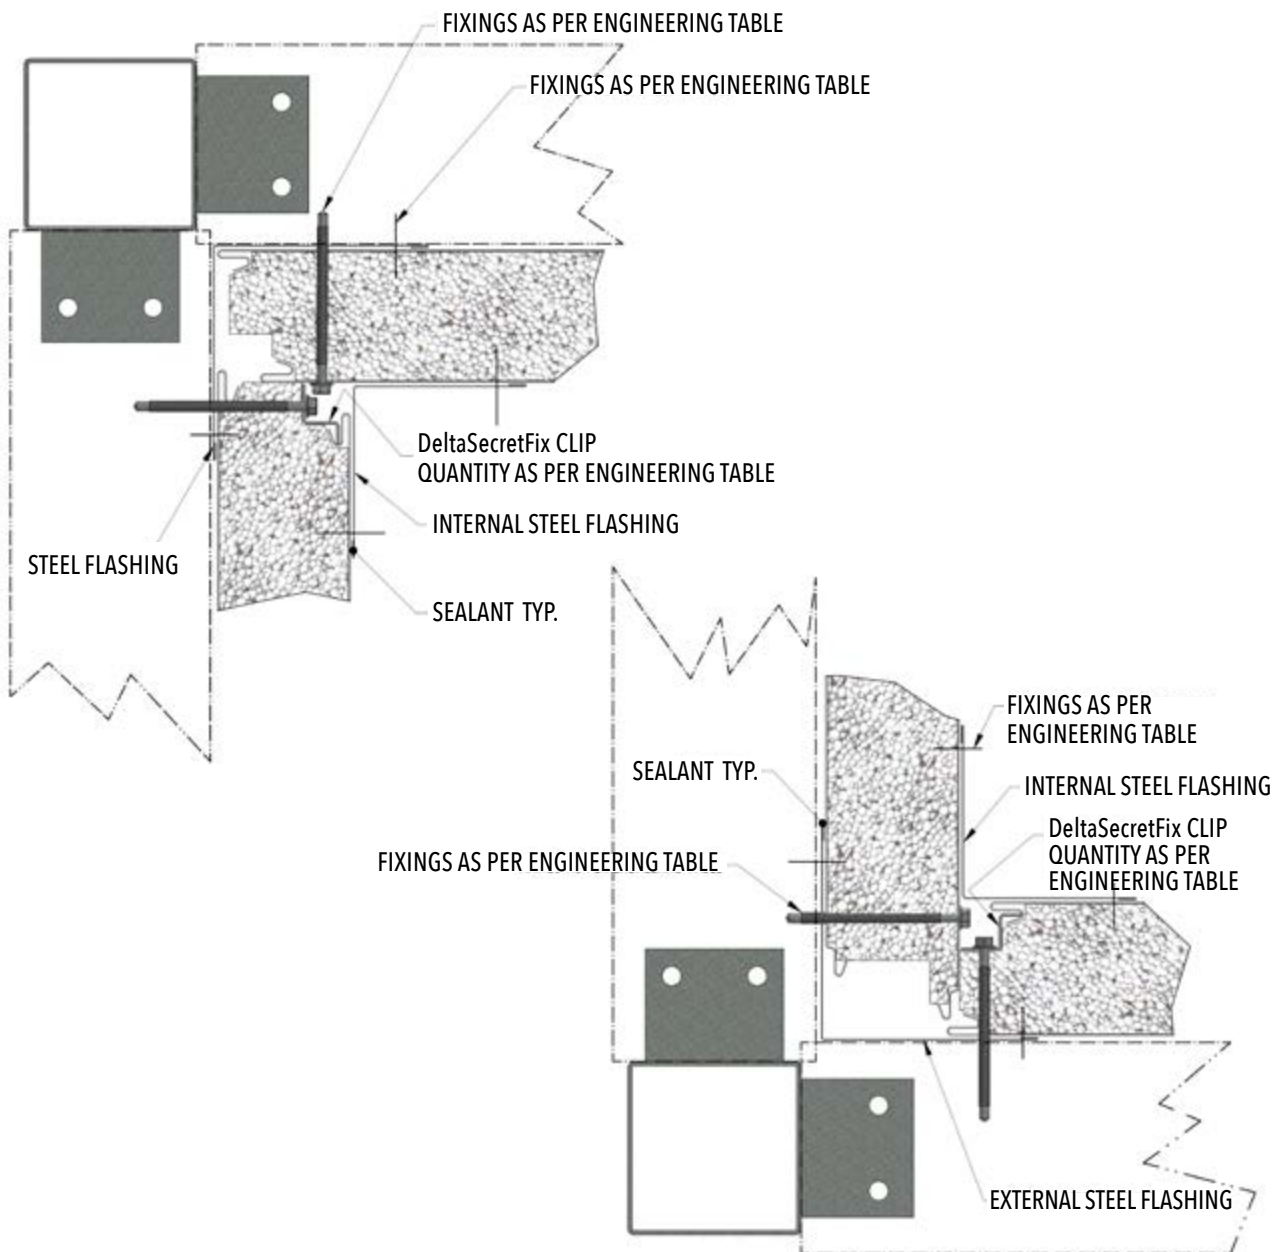 FIXINGS AS PER ENGINEERING TABLE
FIXINGS AS PER ENGINEERING TABLE
DeltaSecretFix CLIP
QUANTITY AS PER ENGINEERING TABLE
INTERNAL STEEL FLASHING
STEEL FLASHING
SEALANT TYP.
FIXINGS AS PER
ENGINEERING TABLE
SEALANT TYP.
INTERNAL STEEL FLASHING
DeltaSecretFix CLIP
QUANTITY AS PER
ENGINEERING TABLE
FIXINGS AS PER ENGINEERING TABLE
EXTERNAL STEEL FLASHING